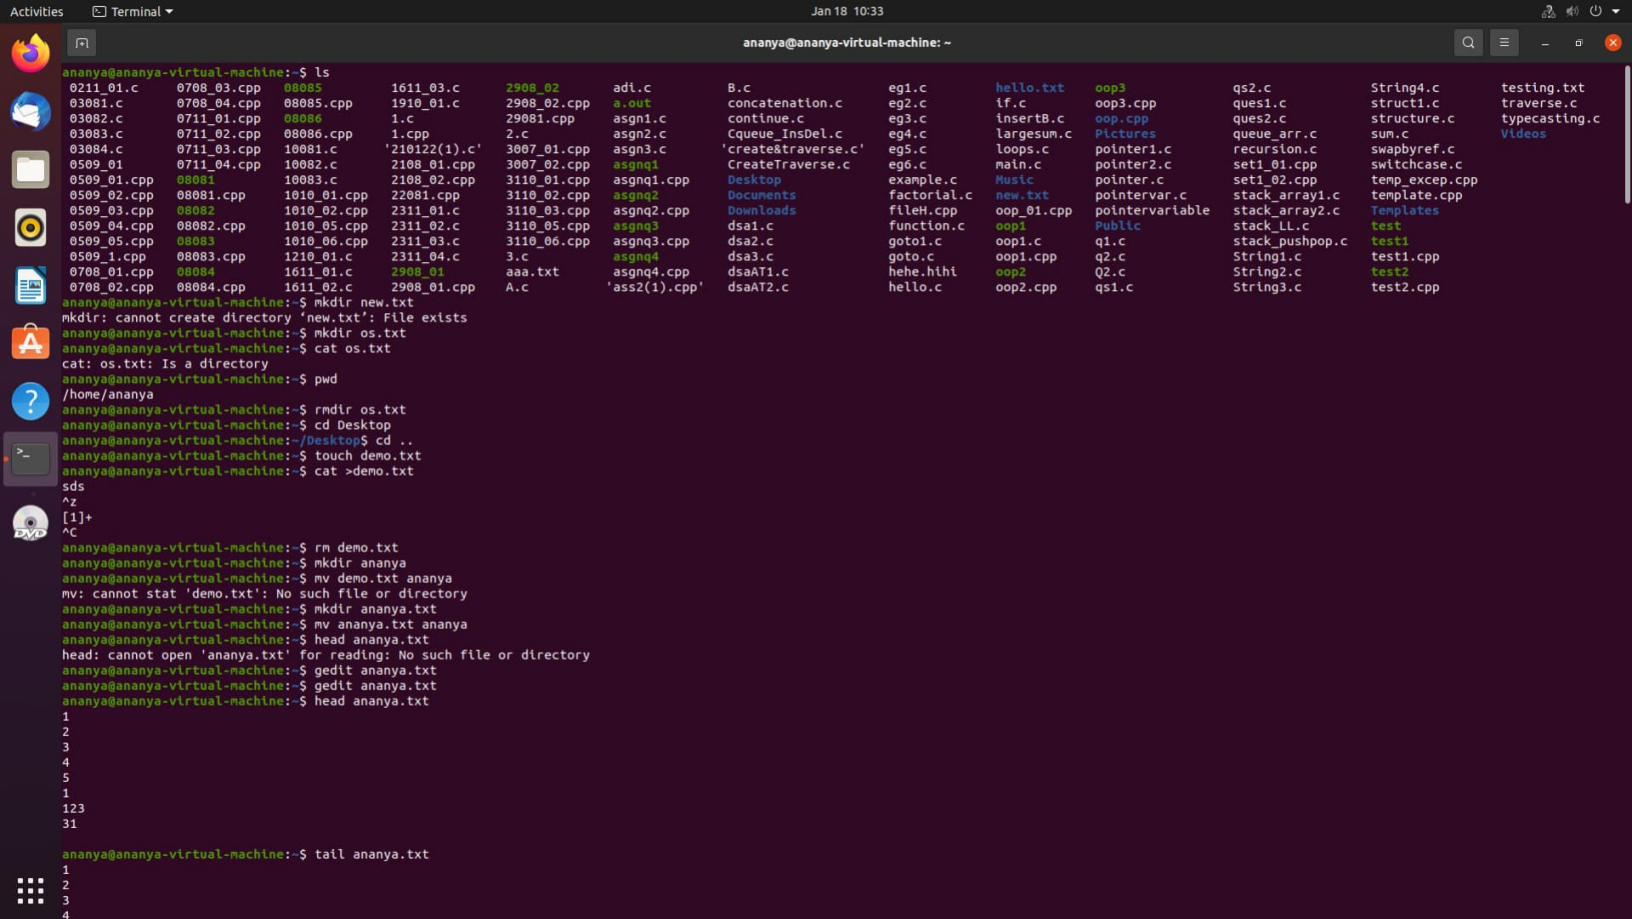 Activities Terminal Jan 18 10:33
ananya@ananya-virtual-machine: ~
ananya@ananya-virtual-machine:~$ ls
0211_01.c 0708_03.cpp 08085 1611_03.c 2908_02 adi.c B.c eg1.c hello.txt oop3 qs2.c String4.c testing.txt
03081.c 0708_04.cpp 08085.cpp 1910_01.c 2908_02.cpp a.out concatenation.c eg2.c if.c oop3.cpp ques1.c struct1.c traverse.c
03082.c 0711_01.cpp 08086 1.c 29081.cpp asgn1.c continue.c eg3.c insertB.c oop.cpp ques2.c structure.c typecasting.c
03083.c 0711_02.cpp 08086.cpp 1.cpp 2.c asgn2.c Cqueue_InsDel.c eg4.c largesum.c Pictures queue_arr.c sum.c Videos
03084.c 0711_03.cpp 10081.c '210122(1).c' 3007_01.cpp asgn3.c 'create&traverse.c' eg5.c loops.c pointer1.c recursion.c swapbyref.c
0509_01 0711_04.cpp 10082.c 2108_01.cpp 3007_02.cpp asgnq1 CreateTraverse.c eg6.c main.c pointer2.c set1_01.cpp switchcase.c
0509_01.cpp 08081 10083.c 2108_02.cpp 3110_01.cpp asgnq1.cpp Desktop example.c Music pointer.c set1_02.cpp temp_excep.cpp
0509_02.cpp 08081.cpp 1010_01.cpp 22081.cpp 3110_02.cpp asgnq2 Documents factorial.c new.txt pointervar.c stack_array1.c template.cpp
0509_03.cpp 08082 1010_02.cpp 2311_01.c 3110_03.cpp asgnq2.cpp Downloads fileH.cpp oop_01.cpp pointervariable stack_array2.c Templates
0509_04.cpp 08082.cpp 1010_05.cpp 2311_02.c 3110_05.cpp asgnq3 dsa1.c function.c oop1 Public stack_LL.c test
0509_05.cpp 08083 1010_06.cpp 2311_03.c 3110_06.cpp asgnq3.cpp dsa2.c goto1.c oop1.c q1.c stack_pushpop.c test1
0509_1.cpp 08083.cpp 1210_01.c 2311_04.c 3.c asgnq4 dsa3.c goto.c oop1.cpp q2.c String1.c test1.cpp
0708_01.cpp 08084 1611_01.c 2908_01 aaa.txt asgnq4.cpp dsaAT1.c hehe.hihi oop2 Q2.c String2.c test2
0708_02.cpp 08084.cpp 1611_02.c 2908_01.cpp A.c 'ass2(1).cpp' dsaAT2.c hello.c oop2.cpp qs1.c String3.c test2.cpp
ananya@ananya-virtual-machine:~$ mkdir new.txt
mkdir: cannot create directory ‘new.txt’: File exists
ananya@ananya-virtual-machine:~$ mkdir os.txt
ananya@ananya-virtual-machine:~$ cat os.txt
cat: os.txt: Is a directory
ananya@ananya-virtual-machine:~$ pwd
/home/ananya
ananya@ananya-virtual-machine:~$ rmdir os.txt
ananya@ananya-virtual-machine:~$ cd Desktop
ananya@ananya-virtual-machine:~/Desktop$ cd ..
ananya@ananya-virtual-machine:~$ touch demo.txt
ananya@ananya-virtual-machine:~$ cat >demo.txt
sds
^z
[1]+
^C
ananya@ananya-virtual-machine:~$ rm demo.txt
ananya@ananya-virtual-machine:~$ mkdir ananya
ananya@ananya-virtual-machine:~$ mv demo.txt ananya
mv: cannot stat 'demo.txt': No such file or directory
ananya@ananya-virtual-machine:~$ mkdir ananya.txt
ananya@ananya-virtual-machine:~$ mv ananya.txt ananya
ananya@ananya-virtual-machine:~$ head ananya.txt
head: cannot open 'ananya.txt' for reading: No such file or directory
ananya@ananya-virtual-machine:~$ gedit ananya.txt
ananya@ananya-virtual-machine:~$ gedit ananya.txt
ananya@ananya-virtual-machine:~$ head ananya.txt
1
2
3
4
5
1
123
31
ananya@ananya-virtual-machine:~$ tail ananya.txt
1
2
3
4
DVD